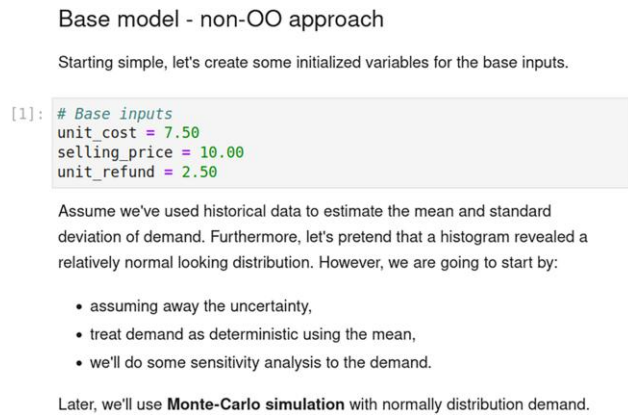 Base model - non-OO approach
Starting simple, let's create some initialized variables for the base inputs.
[1]: # Base inputs
unit_cost = 7.50
selling_price = 10.00
unit_refund = 2.50
Assume we've used historical data to estimate the mean and standard
deviation of demand. Furthermore, let's pretend that a histogram revealed a
relatively normal looking distribution. However, we are going to start by:
• assuming away the uncertainty,
• treat demand as deterministic using the mean,
• we'll do some sensitivity analysis to the demand.
Later, we'll use Monte-Carlo simulation with normally distribution demand.